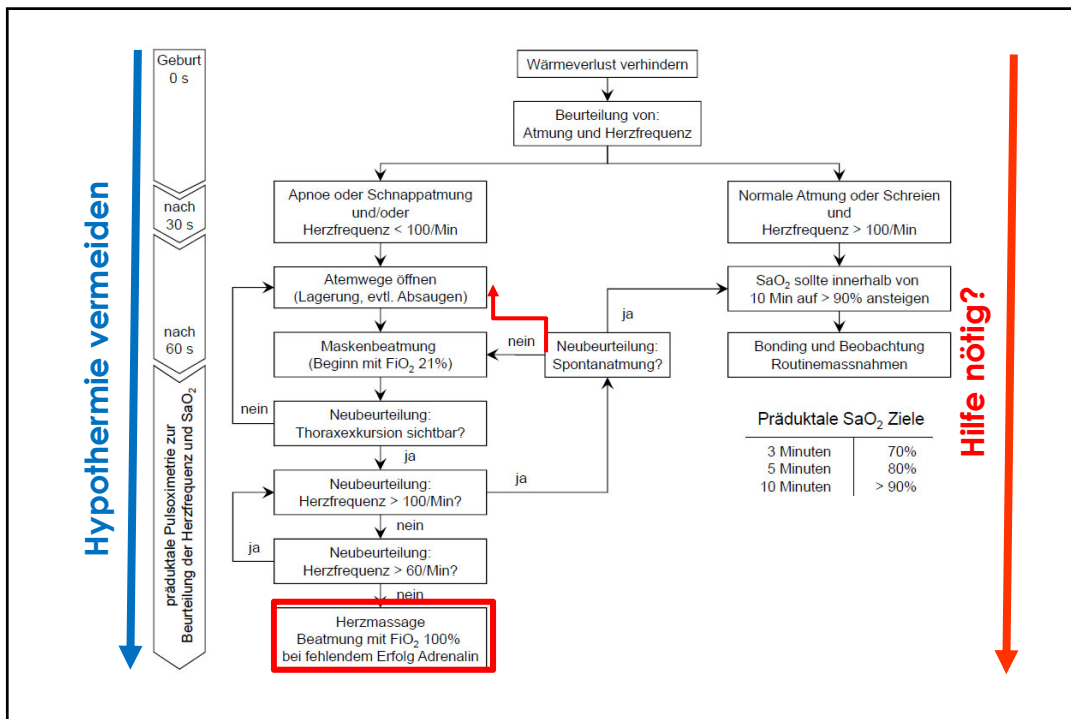 Hypothermie vermeiden
Geburt
0 s
nach
30 s
nach
60 s
präduktale Pulsoximetrie zur
Beurteilung der Herzfrequenz und SaO2
Wärmeverlust verhindern
Beurteilung von:
Atmung und Herzfrequenz
Apnoe oder Schnappatmung
und/oder
Herzfrequenz < 100/Min
Normale Atmung oder Schreien
und
Herzfrequenz > 100/Min
Atemwege öffnen
(Lagerung, evtl. Absaugen)
SaO2 sollte innerhalb von
10 Min auf > 90% ansteigen
ja
Maskenbeatmung
(Beginn mit FiO2 21%)
nein
Neubeurteilung:
Spontanatmung?
Bonding und Beobachtung
Routinemassnahmen
nein
Neubeurteilung:
Thoraxexkursion sichtbar?
ja
Neubeurteilung:
Herzfrequenz > 100/Min?
ja
nein
ja
Neubeurteilung:
Herzfrequenz > 60/Min?
nein
Herzmassage
Beatmung mit FiO2 100%
bei fehlendem Erfolg Adrenalin
Präduktale SaO2 Ziele
3 Minuten 70%
5 Minuten 80%
10 Minuten > 90%
Hilfe nötig?